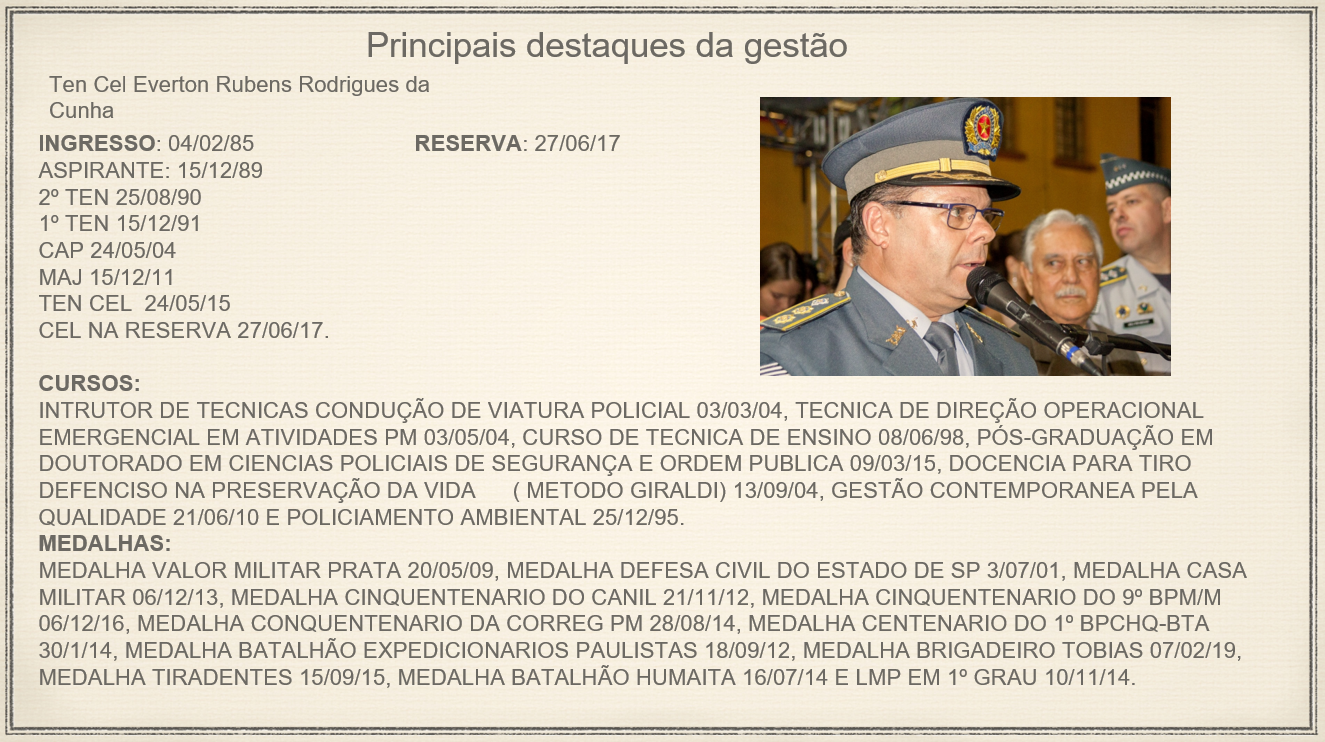 Principais destaques da gestão
Ten Cel Everton Rubens Rodrigues da
Cunha
INGRESSO: 04/02/85 RESERVA: 27/06/17
ASPIRANTE: 15/12/89
2º TEN 25/08/90
1º TEN 15/12/91
CAP 24/05/04
MAJ 15/12/11
TEN CEL 24/05/15
CEL NA RESERVA 27/06/17.
CURSOS:
INTRUTOR DE TECNICAS CONDUÇÃO DE VIATURA POLICIAL 03/03/04, TECNICA DE DIREÇÃO OPERACIONAL
EMERGENCIAL EM ATIVIDADES PM 03/05/04, CURSO DE TECNICA DE ENSINO 08/06/98, PÓS-GRADUAÇÃO EM
DOUTORADO EM CIENCIAS POLICIAIS DE SEGURANÇA E ORDEM PUBLICA 09/03/15, DOCENCIA PARA TIRO
DEFENCISO NA PRESERVAÇÃO DA VIDA ( METODO GIRALDI) 13/09/04, GESTÃO CONTEMPORANEA PELA
QUALIDADE 21/06/10 E POLICIAMENTO AMBIENTAL 25/12/95.
MEDALHAS:
MEDALHA VALOR MILITAR PRATA 20/05/09, MEDALHA DEFESA CIVIL DO ESTADO DE SP 3/07/01, MEDALHA CASA
MILITAR 06/12/13, MEDALHA CINQUENTENARIO DO CANIL 21/11/12, MEDALHA CINQUENTENARIO DO 9º BPM/M
06/12/16, MEDALHA CONQUENTENARIO DA CORREG PM 28/08/14, MEDALHA CENTENARIO DO 1º BPCHQ-BTA
30/1/14, MEDALHA BATALHÃO EXPEDICIONARIOS PAULISTAS 18/09/12, MEDALHA BRIGADEIRO TOBIAS 07/02/19,
MEDALHA TIRADENTES 15/09/15, MEDALHA BATALHÃO HUMAITA 16/07/14 E LMP EM 1º GRAU 10/11/14.